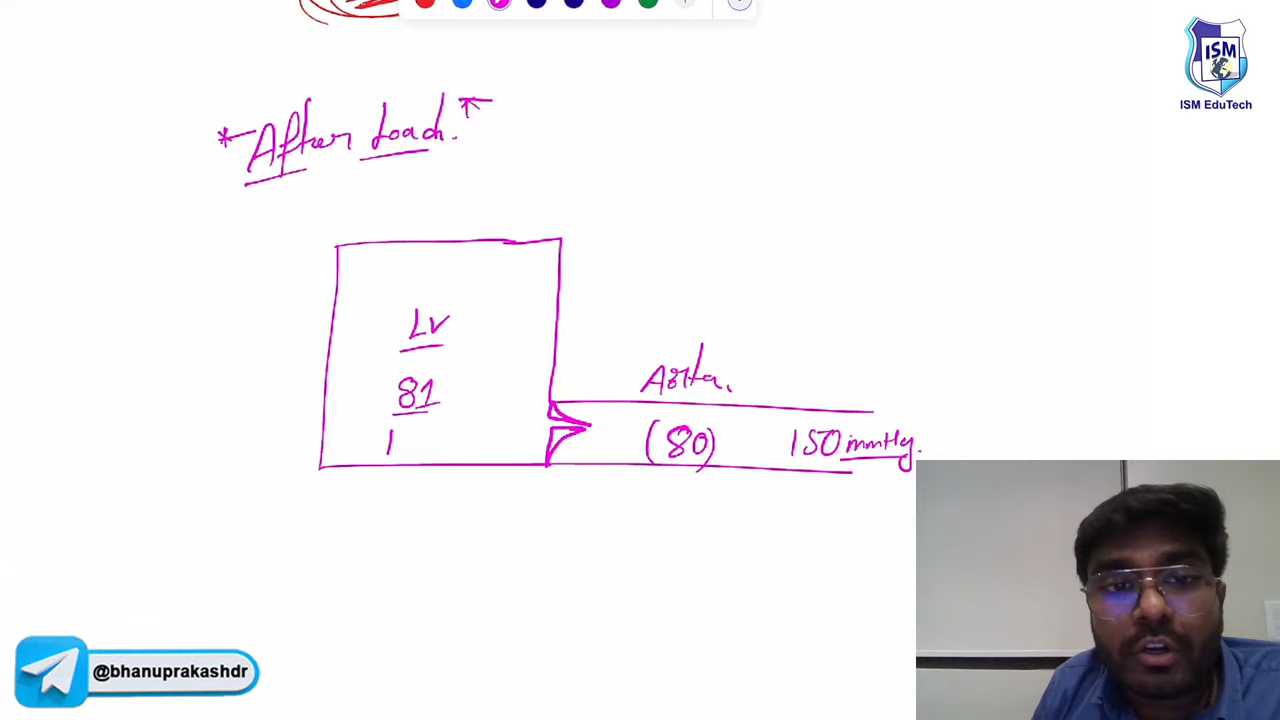 ISM
ISM EduTech
*After Load.*
LV
81
1
Aorta.
(80) 150 mmHg.
@bhanuprakashdr